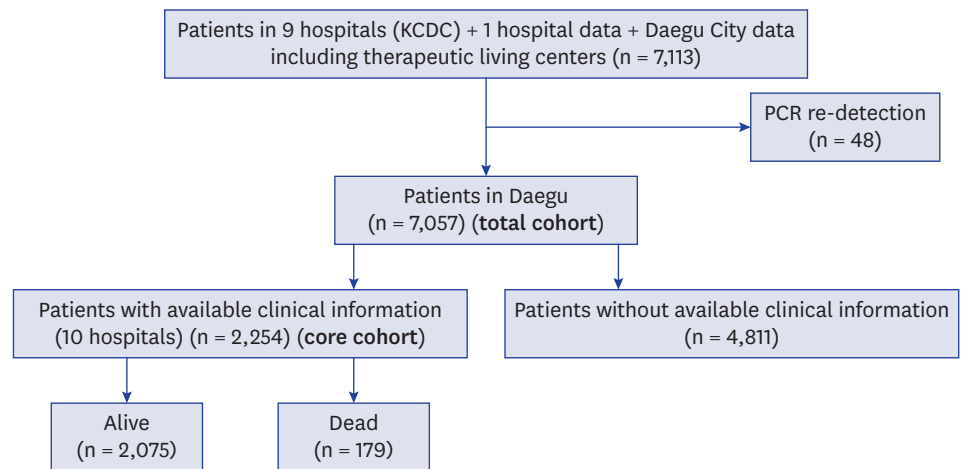 Patients in 9 hospitals (KCDC) + 1 hospital data + Daegu City data
including therapeutic living centers (n = 7,113)
PCR re-detection
(n = 48)
Patients in Daegu
(n = 7,057) (total cohort)
Patients with available clinical information
(10 hospitals) (n = 2,254) (core cohort)
Patients without available clinical information
(n = 4,811)
Alive
(n = 2,075)
Dead
(n = 179)